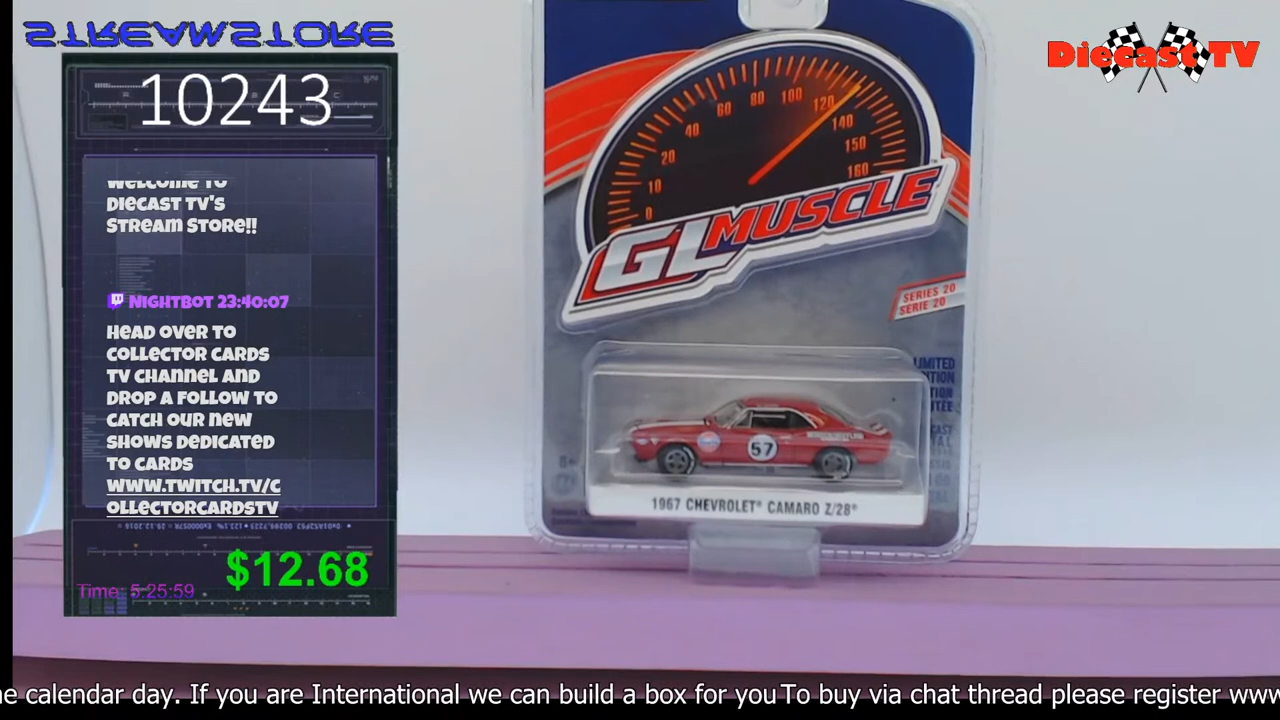 STREAMSTORE
10243
WELCOME TO
DIECAST TV'S
STREAM STORE!!
NIGHTBOT 23:40:07
HEAD OVER TO
COLLECTOR CARDS
TV CHANNEL AND
DROP A FOLLOW TO
CATCH OUR NEW
SHOWS DEDICATED
TO CARDS
WWW.TWITCH.TV/C
OLLECTORCARDSTV
$12.68
Time: 5:25:59
Diecast TV
0 10 20 40 60 80 100 120 140 150 160
GL MUSCLE
SERIES 20
SERIE 20
LIMITED
57
1967 CHEVROLET® CAMARO Z/28®
calendar day. If you are International we can build a box for you To buy via chat thread please register www